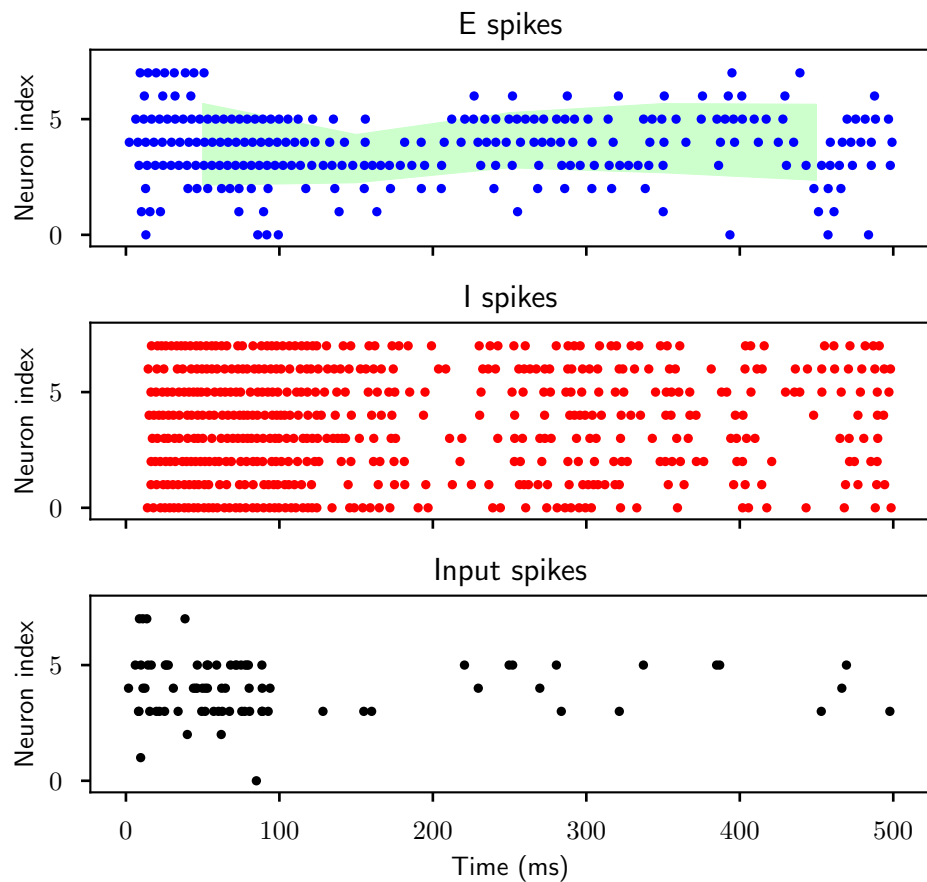 E spikes
Neuron index
5
0
I spikes
Neuron index
5
0
Input spikes
Neuron index
5
0
0 100 200 300 400 500
Time (ms)